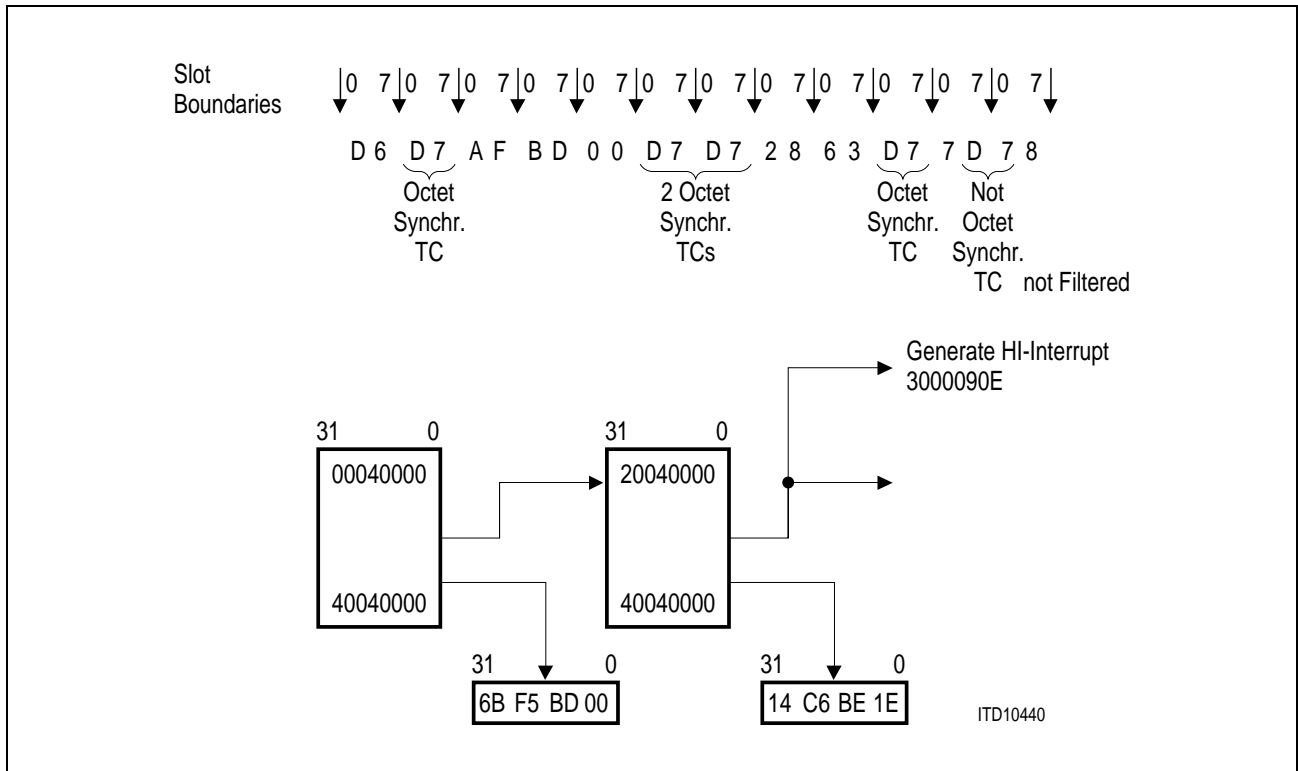 Slot
Boundaries
0 7 0 7 0 7 0 7 0 7 0 7 0 7 0 7 0 7 0 7 0 7 0 7
D 6 D 7 A F B D 0 0 D 7 D 7 2 8 6 3 D 7 7 D 7 8
Octet
Synchr.
TC
2 Octet
Synchr.
TCs
Octet
Synchr.
TC
Not
Octet
Synchr.
TC not Filtered
Generate HI-Interrupt
3000090E
31 0
00040000
40040000
31 0
20040000
40040000
31 0
6B F5 BD 00
31 0
14 C6 BE 1E
ITD10440